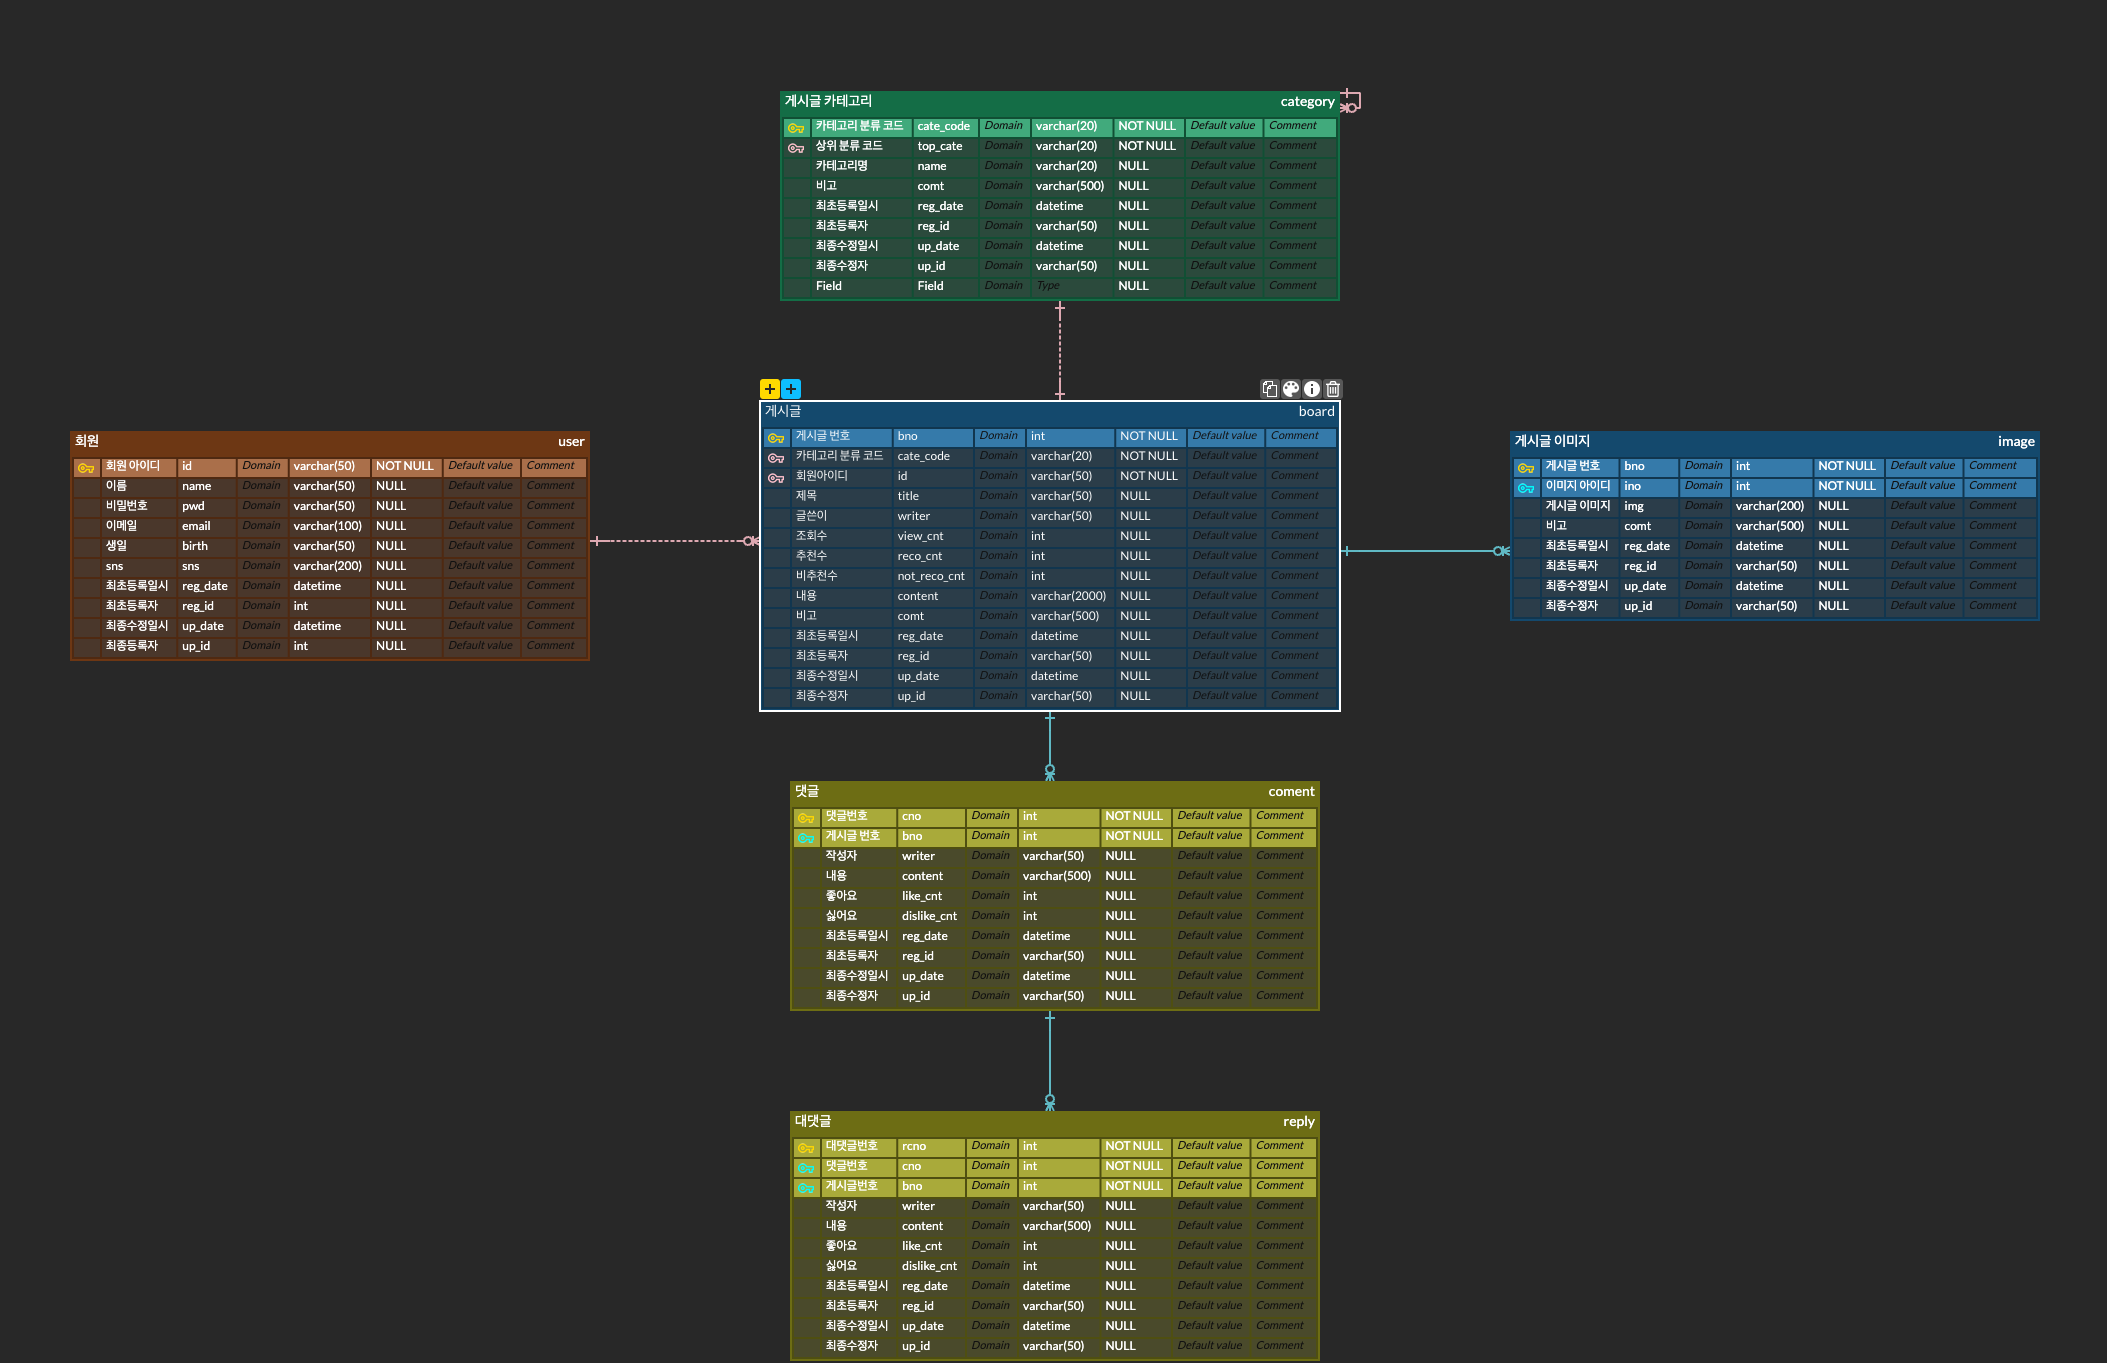 게시글 카테고리 category
카테고리 분류 코드 cate_code Domain varchar(20) NOT NULL Default value Comment
상위 분류 코드 top_cate Domain varchar(20) NOT NULL Default value Comment
카테고리명 name Domain varchar(20) NULL Default value Comment
비고 comt Domain varchar(500) NULL Default value Comment
최초등록일시 reg_date Domain datetime NULL Default value Comment
최초등록자 reg_id Domain varchar(50) NULL Default value Comment
최종수정일시 up_date Domain datetime NULL Default value Comment
최종수정자 up_id Domain varchar(50) NULL Default value Comment
Field Field Domain Type NULL Default value Comment
회원 user
회원 아이디 id Domain varchar(50) NOT NULL Default value Comment
이름 name Domain varchar(50) NULL Default value Comment
비밀번호 pwd Domain varchar(50) NULL Default value Comment
이메일 email Domain varchar(100) NULL Default value Comment
생일 birth Domain varchar(50) NULL Default value Comment
sns sns Domain varchar(200) NULL Default value Comment
최초등록일시 reg_date Domain datetime NULL Default value Comment
최초등록자 reg_id Domain int NULL Default value Comment
최종수정일시 up_date Domain datetime NULL Default value Comment
최종등록자 up_id Domain int NULL Default value Comment
게시글 board
게시글 번호 bno Domain int NOT NULL Default value Comment
카테고리 분류 코드 cate_code Domain varchar(20) NOT NULL Default value Comment
회원아이디 id Domain varchar(50) NOT NULL Default value Comment
제목 title Domain varchar(50) NULL Default value Comment
글쓴이 writer Domain varchar(50) NULL Default value Comment
조회수 view_cnt Domain int NULL Default value Comment
추천수 reco_cnt Domain int NULL Default value Comment
비추천수 not_reco_cnt Domain int NULL Default value Comment
내용 content Domain varchar(2000) NULL Default value Comment
비고 comt Domain varchar(500) NULL Default value Comment
최초등록일시 reg_date Domain datetime NULL Default value Comment
최초등록자 reg_id Domain varchar(50) NULL Default value Comment
최종수정일시 up_date Domain datetime NULL Default value Comment
최종수정자 up_id Domain varchar(50) NULL Default value Comment
게시글 이미지 image
게시글 번호 bno Domain int NOT NULL Default value Comment
이미지 아이디 ino Domain int NOT NULL Default value Comment
게시글 이미지 img Domain varchar(200) NULL Default value Comment
비고 comt Domain varchar(500) NULL Default value Comment
최초등록일시 reg_date Domain datetime NULL Default value Comment
최초등록자 reg_id Domain varchar(50) NULL Default value Comment
최종수정일시 up_date Domain datetime NULL Default value Comment
최종수정자 up_id Domain varchar(50) NULL Default value Comment
댓글 coment
댓글번호 cno Domain int NOT NULL Default value Comment
게시글 번호 bno Domain int NOT NULL Default value Comment
작성자 writer Domain varchar(50) NULL Default value Comment
내용 content Domain varchar(500) NULL Default value Comment
좋아요 like_cnt Domain int NULL Default value Comment
싫어요 dislike_cnt Domain int NULL Default value Comment
최초등록일시 reg_date Domain datetime NULL Default value Comment
최초등록자 reg_id Domain varchar(50) NULL Default value Comment
최종수정일시 up_date Domain datetime NULL Default value Comment
최종수정자 up_id Domain varchar(50) NULL Default value Comment
대댓글 reply
대댓글번호 rcno Domain int NOT NULL Default value Comment
댓글번호 cno Domain int NOT NULL Default value Comment
게시글번호 bno Domain int NOT NULL Default value Comment
작성자 writer Domain varchar(50) NULL Default value Comment
내용 content Domain varchar(500) NULL Default value Comment
좋아요 like_cnt Domain int NULL Default value Comment
싫어요 dislike_cnt Domain int NULL Default value Comment
최초등록일시 reg_date Domain datetime NULL Default value Comment
최초등록자 reg_id Domain varchar(50) NULL Default value Comment
최종수정일시 up_date Domain datetime NULL Default value Comment
최종수정자 up_id Domain varchar(50) NULL Default value Comment